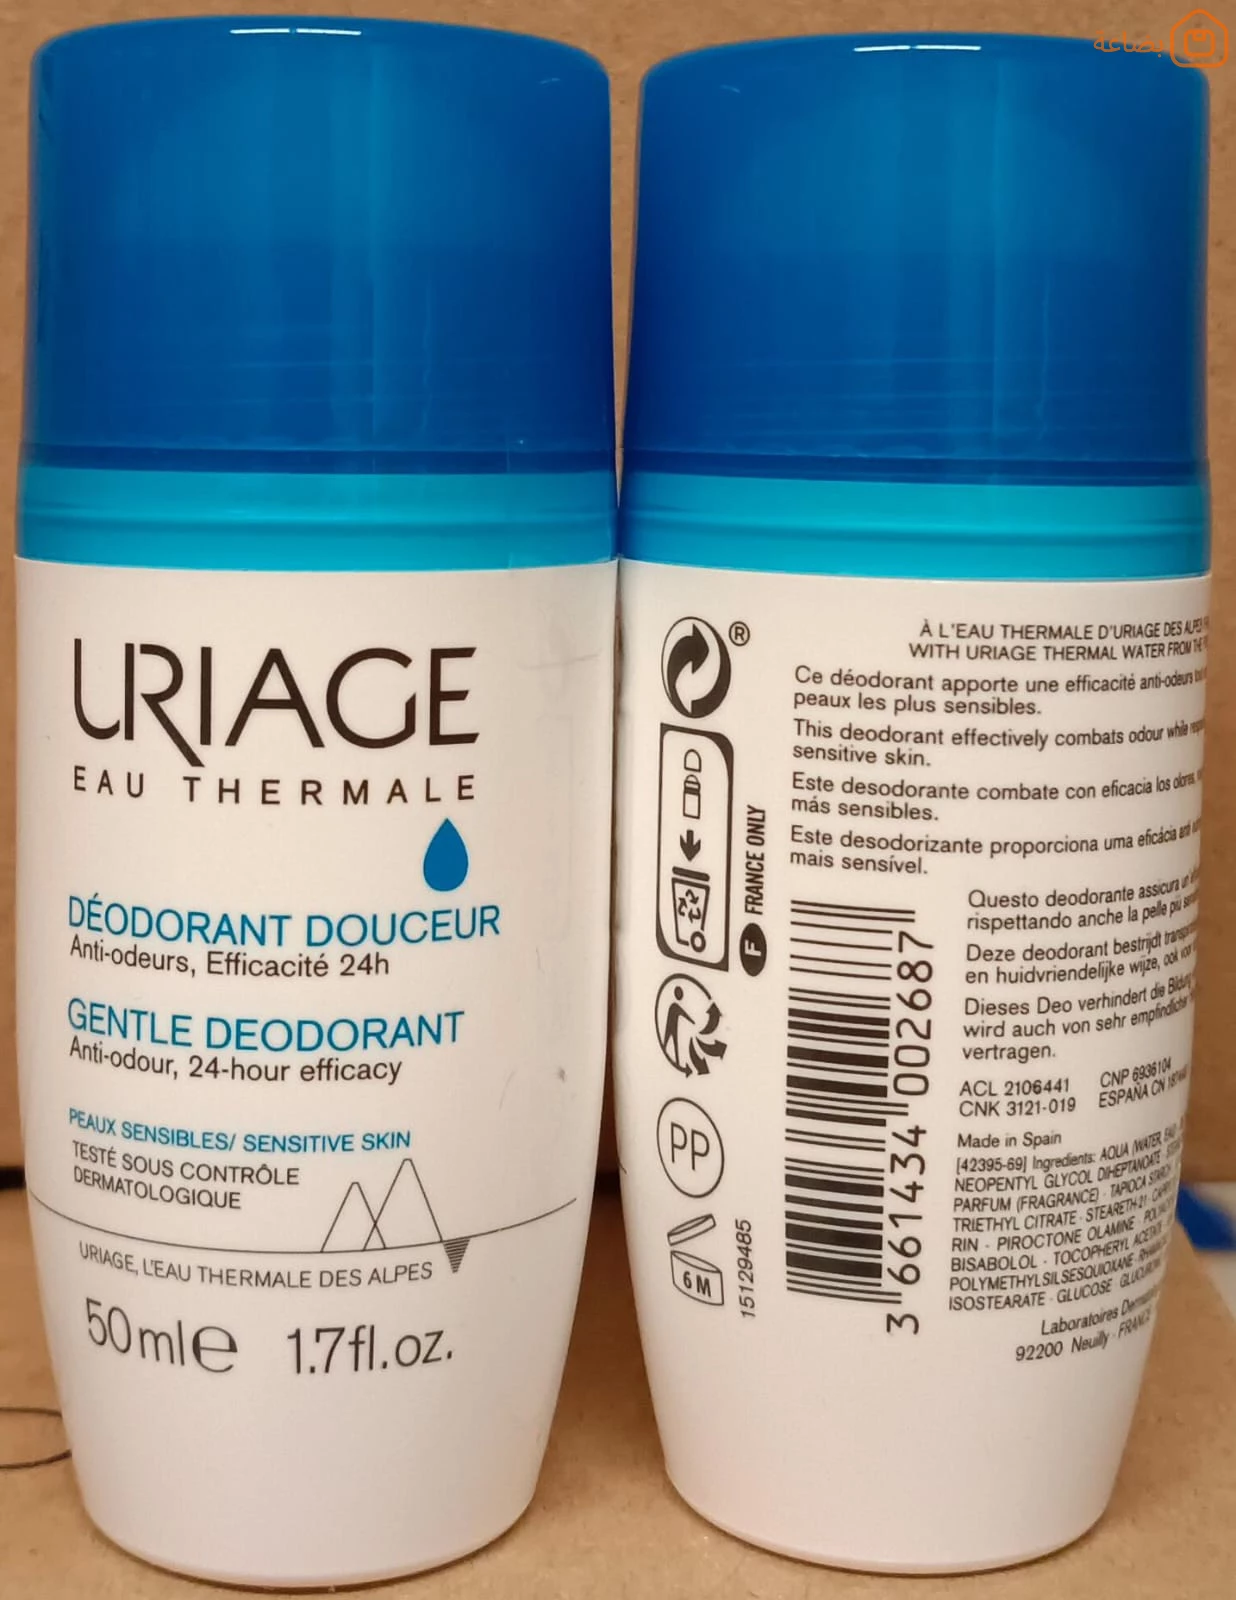 بضاعة
URIAGE
EAU THERMALE
DÉODORANT DOUCEUR
Anti-odeurs, Efficacité 24h
GENTLE DEODORANT
Anti-odour, 24-hour efficacy
PEAUX SENSIBLES/ SENSITIVE SKIN
TESTÉ SOUS CONTRÔLE
DERMATOLOGIQUE
URIAGE, L'EAU THERMALE DES ALPES
50mle 1.7fl.oz.
®
F FRANCE ONLY
PP
6 M
15129485
À L'EAU THERMALE D'URIAGE DES ALPES
WITH URIAGE THERMAL WATER FROM THE
Ce déodorant apporte une efficacité anti-odeurs
peaux les plus sensibles.
This deodorant effectively combats odour while
sensitive skin.
Este desodorante combate con eficacia los olores,
más sensibles.
Este desodorizante proporciona uma eficácia anti
mais sensível.
Questo deodorante assicura
rispettando anche la pelle più
Deze deodorant bestrijdt
en huidvriendelijke wijze, ook
Dieses Deo verhindert die
wird auch von sehr empfindlicher
vertragen.
ACL 2106441 CNP 6936104
CNK 3121-019 ESPAÑA CN
Made in Spain
[42395-69] Ingredients: AQUA (WATER,
NEOPENTYL GLYCOL DIHEPTANOATE
PARFUM (FRAGRANCE) · TAPIOCA STARCH
TRIETHYL CITRATE · STEARETH-21
RIN · PIROCTONE OLAMINE
BISABOLOL · TOCOPHERYL ACETATE
POLYMETHYLSILSESQUIOXANE
ISOSTEARATE · GLUCOSE
Laboratoires
92200 Neuilly - FRANCE
3 661434 002687